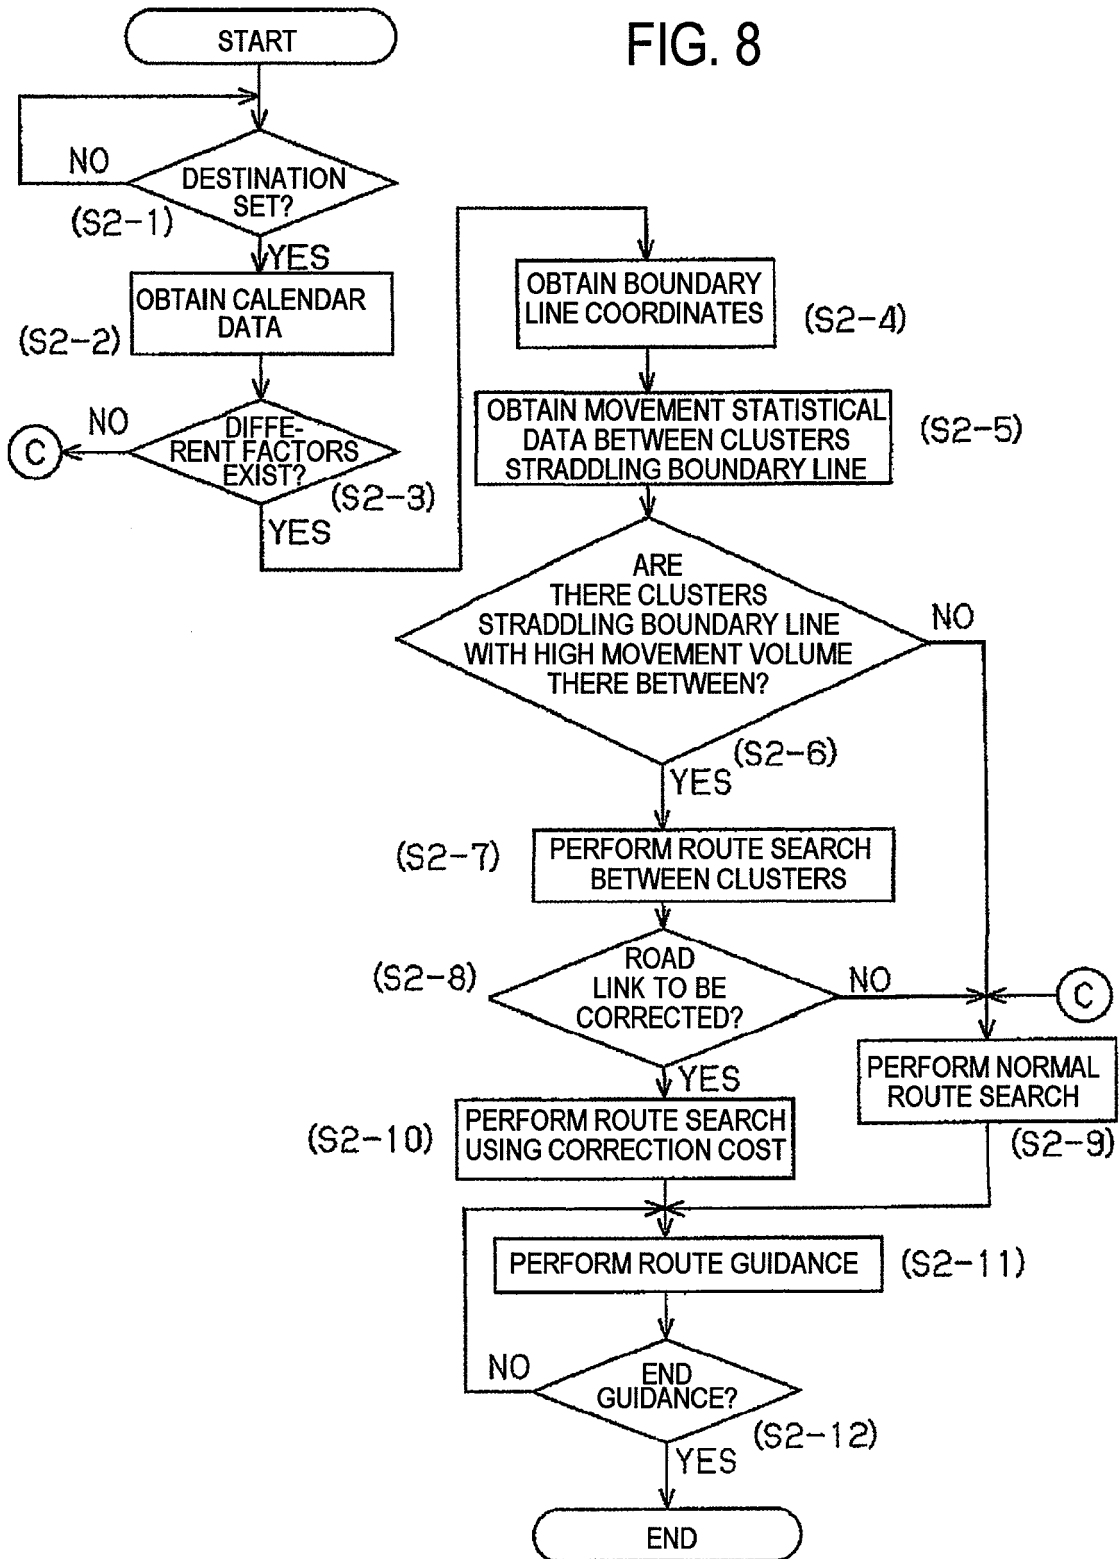 FIG. 8
START
NO
DESTINATION
SET?
(S2-1)
YES
OBTAIN CALENDAR
DATA
(S2-2)
NO
C
DIFFE-
RENT FACTORS
EXIST?
(S2-3)
YES
OBTAIN BOUNDARY
LINE COORDINATES
(S2-4)
OBTAIN MOVEMENT STATISTICAL
DATA BETWEEN CLUSTERS
STRADDLING BOUNDARY LINE
(S2-5)
ARE
THERE CLUSTERS
STRADDLING BOUNDARY LINE
WITH HIGH MOVEMENT VOLUME
THERE BETWEEN?
NO
(S2-6)
YES
(S2-7)
PERFORM ROUTE SEARCH
BETWEEN CLUSTERS
(S2-8)
ROAD
LINK TO BE
CORRECTED?
NO
C
YES
PERFORM NORMAL
ROUTE SEARCH
(S2-9)
(S2-10)
PERFORM ROUTE SEARCH
USING CORRECTION COST
PERFORM ROUTE GUIDANCE
(S2-11)
NO
END
GUIDANCE?
(S2-12)
YES
END